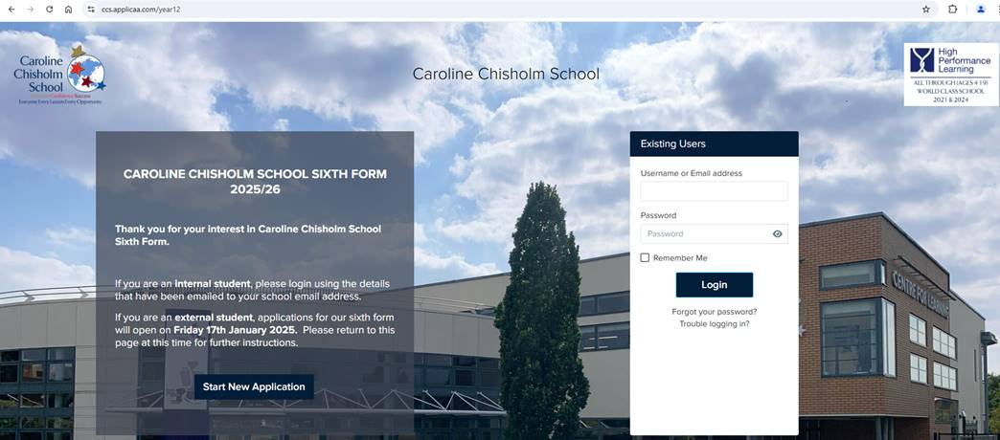 ccs.applicaa.com/year12
Caroline
Chisholm
School
Everyone Every Lesson Every Opportunity
Caroline Chisholm School
High
Performance
Learning
ALL THROUGH (AGES 4-19)
WORLD CLASS SCHOOL
2021 & 2024
CAROLINE CHISHOLM SCHOOL SIXTH FORM
2025/26
Thank you for your interest in Caroline Chisholm School
Sixth Form.
If you are an internal student, please login using the details
that have been emailed to your school email address.
If you are an external student, applications for our sixth form
will open on Friday 17th January 2025. Please return to this
page at this time for further instructions.
Start New Application
Existing Users
Username or Email address
Password
Password
Remember Me
Login
Forgot your password?
Trouble logging in?
CENTRE FOR LEARNING